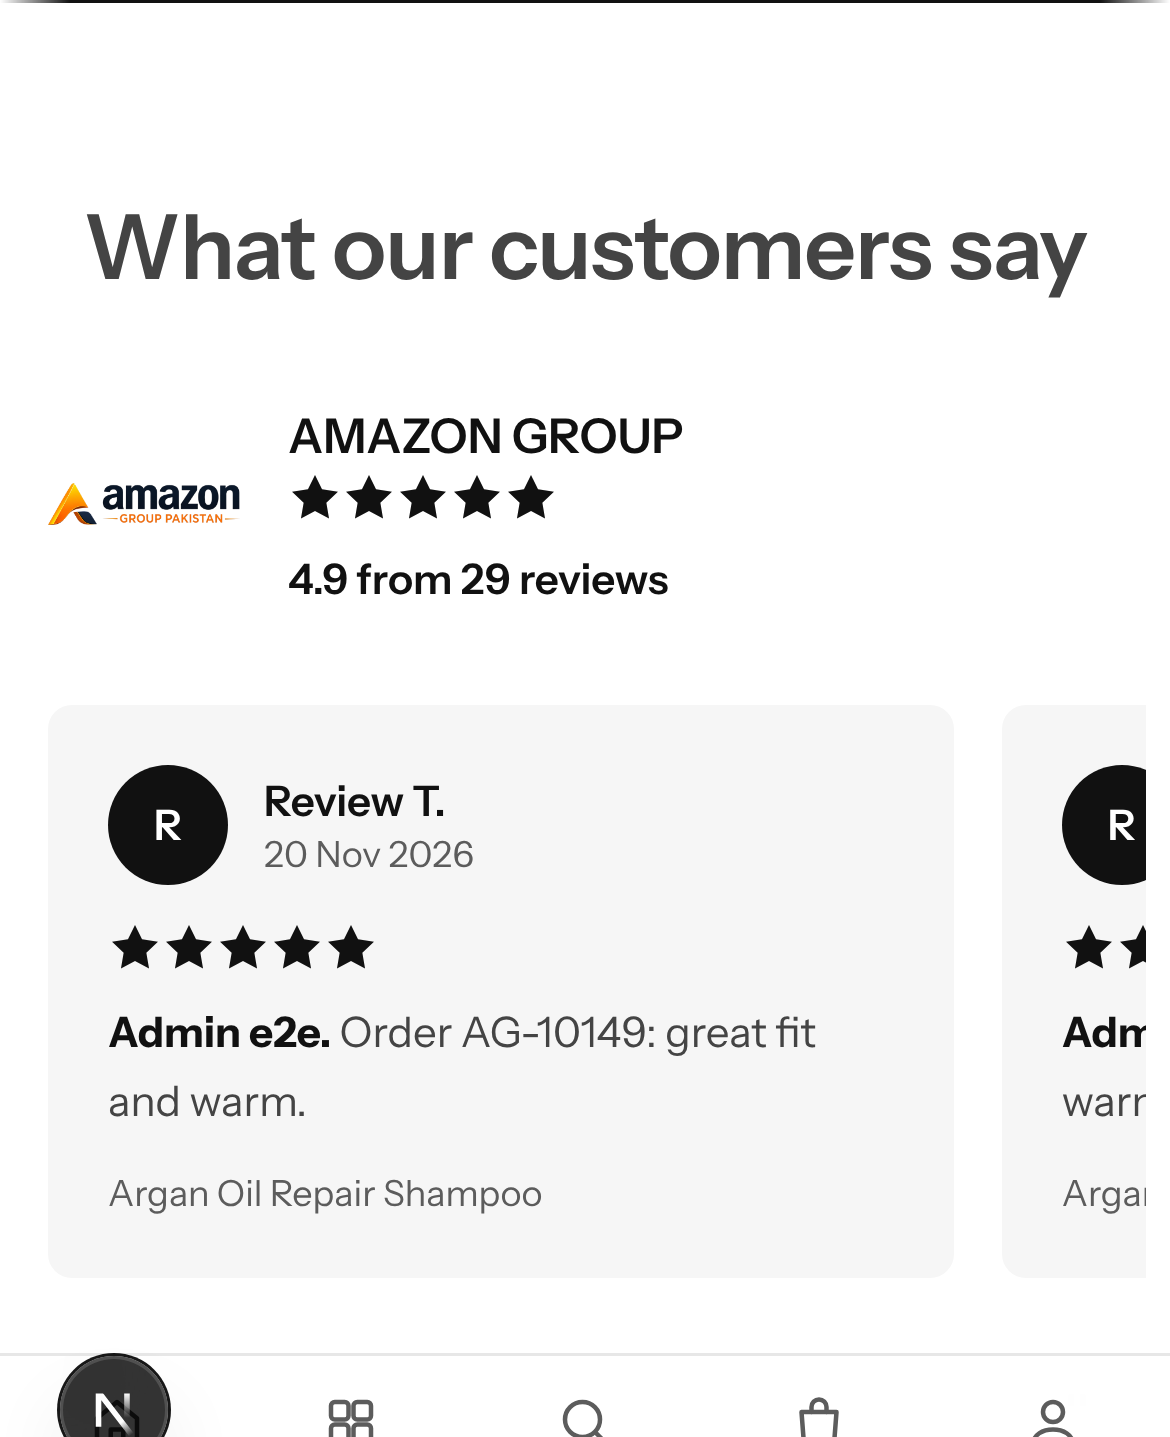 What our customers say
AMAZON GROUP
amazon
GROUP PAKISTAN
4.9 from 29 reviews
R
Review T.
20 Nov 2026
Admin e2e. Order AG-10149: great fit
and warm.
Argan Oil Repair Shampoo
R
N